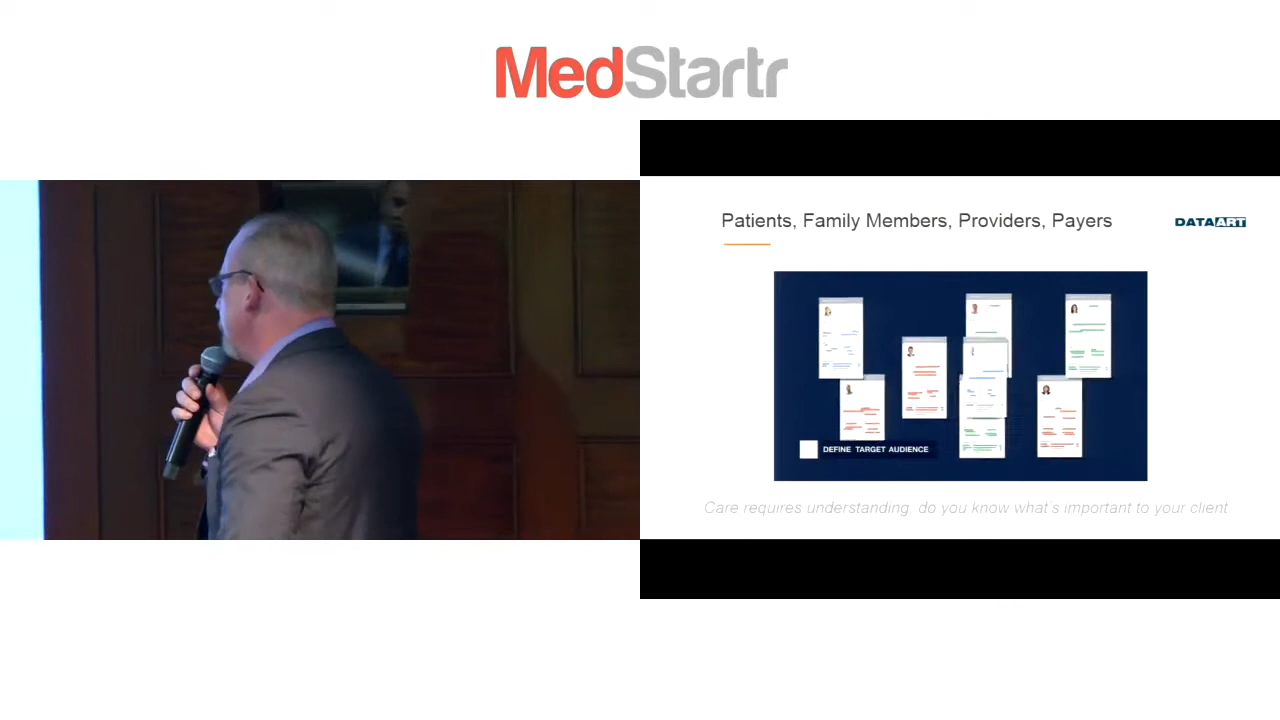 MedStartr
Patients, Family Members, Providers, Payers
DATAART
DEFINE TARGET AUDIENCE
Care requires understanding, do you know what's important to your client